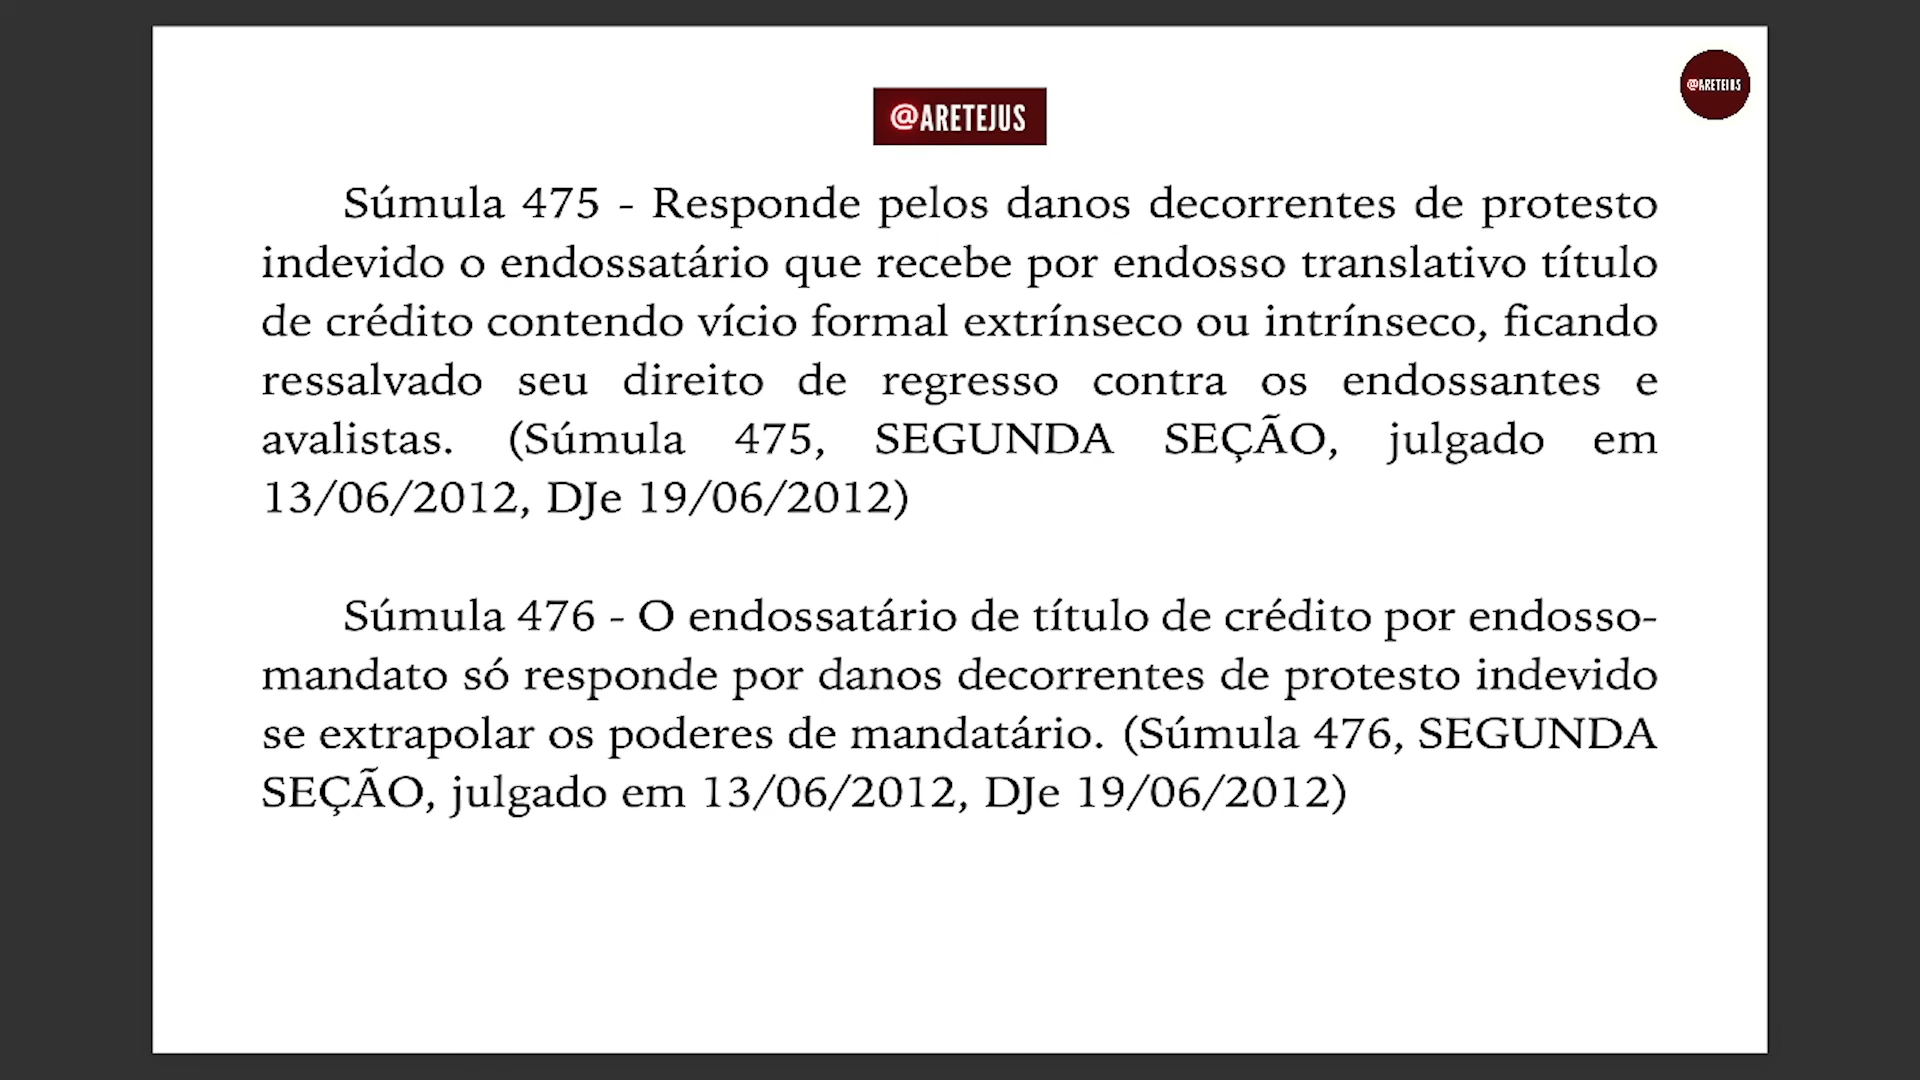 @ARETEJUS
@ARETEJUS
Súmula 475 - Responde pelos danos decorrentes de protesto
indevido o endossatário que recebe por endosso translativo título
de crédito contendo vício formal extrínseco ou intrínseco, ficando
ressalvado seu direito de regresso contra os endossantes e
avalistas. (Súmula 475, SEGUNDA SEÇÃO, julgado em
13/06/2012, DJe 19/06/2012)
Súmula 476 - O endossatário de título de crédito por endosso-
mandato só responde por danos decorrentes de protesto indevido
se extrapolar os poderes de mandatário. (Súmula 476, SEGUNDA
SEÇÃO, julgado em 13/06/2012, DJe 19/06/2012)